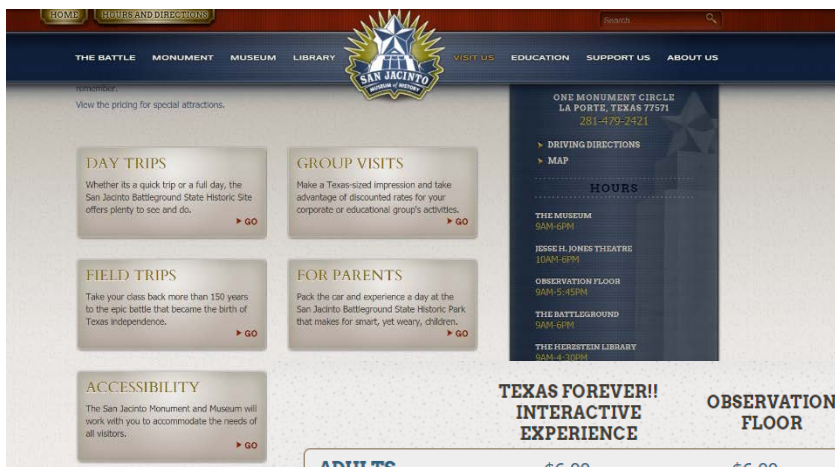 HOME
HOURS AND DIRECTIONS
Search
THE BATTLE
MONUMENT
MUSEUM
LIBRARY
SAN JACINTO
MUSEUM of HISTORY
VISIT US
EDUCATION
SUPPORT US
ABOUT US
remember.
View the pricing for special attractions.
DAY TRIPS
Whether its a quick trip or a full day, the
San Jacinto Battleground State Historic Site
offers plenty to see and do.
GO
GROUP VISITS
Make a Texas-sized impression and take
advantage of discounted rates for your
corporate or educational group's activities.
GO
FIELD TRIPS
Take your class back more than 150 years
to the epic battle that became the birth of
Texas independence.
GO
FOR PARENTS
Pack the car and experience a day at the
San Jacinto Battleground State Historic Park
that makes for smart, yet weary, children.
GO
ACCESSIBILITY
The San Jacinto Monument and Museum will
work with you to accommodate the needs of
all visitors.
GO
ONE MONUMENT CIRCLE
LA PORTE, TEXAS 77571
281-479-2421
DRIVING DIRECTIONS
MAP
HOURS
THE MUSEUM
9AM-6PM
JESSE H. JONES THEATRE
10AM-6PM
OBSERVATION FLOOR
9AM-5:45PM
THE BATTLEGROUND
9AM-6PM
THE HERZSTEIN LIBRARY
9AM-4:30PM
TEXAS FOREVER!!
INTERACTIVE
EXPERIENCE
OBSERVATION
FLOOR
ADULTS
$6.00
$6.00